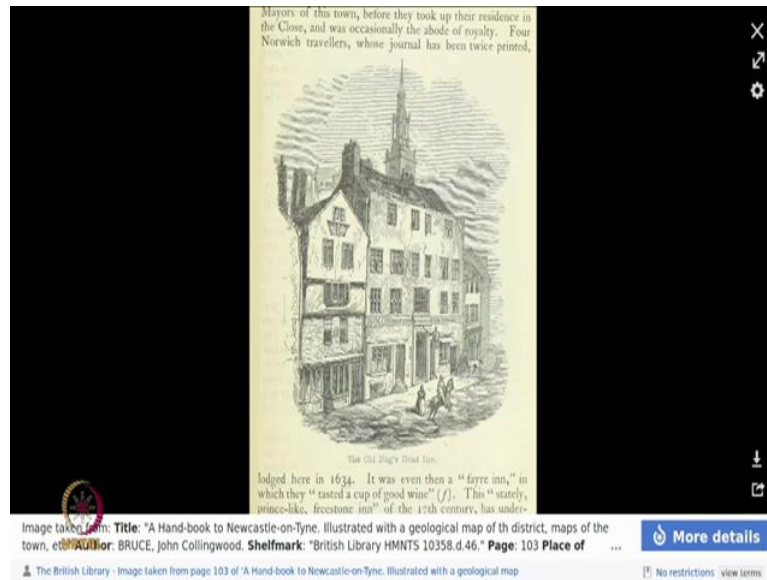 Mayors of this town, before they took up their residence in
the Close, and was occasionally the abode of royalty. Four
Norwich travellers, whose journal has been twice printed,
The Old Nag's Head Inn.
lodged here in 1634. It was even then a "fayre inn," in
which they "tasted a cup of good wine" (f). This "stately,
prince-like, freestone inn" of the 17th century, has under-
Image taken from: Title: "A Hand-book to Newcastle-on-Tyne. Illustrated with a geological map of th district, maps of the
town, et Author: BRUCE, John Collingwood. Shelfmark: "British Library HMNTS 10358.d.46." Page: 103 Place of ...
More details
The British Library - Image taken from page 103 of 'A Hand-book to Newcastle-on-Tyne. Illustrated with a geological map
No restrictions view terms